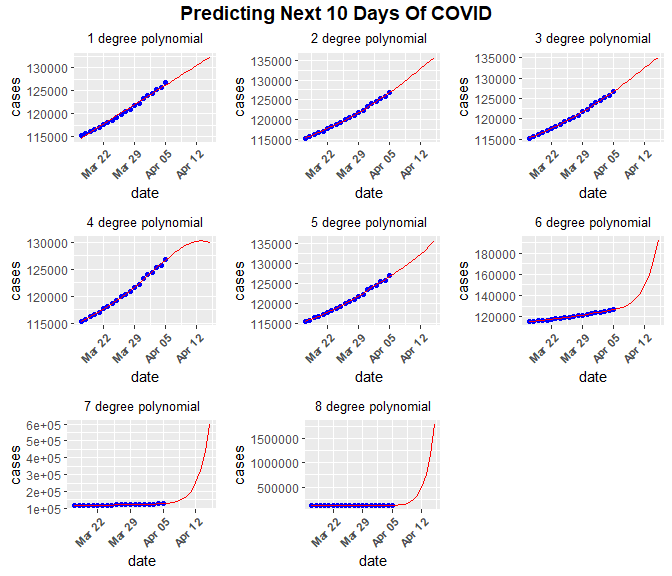 Predicting Next 10 Days Of COVID
1 degree polynomial
130000
125000
120000
115000
cases
Mar 22
Mar 29
Apr 05
Apr 12
date
2 degree polynomial
135000
130000
125000
120000
115000
cases
Mar 22
Mar 29
Apr 05
Apr 12
date
3 degree polynomial
135000
130000
125000
120000
115000
cases
Mar 22
Mar 29
Apr 05
Apr 12
date
4 degree polynomial
130000
125000
120000
115000
cases
Mar 22
Mar 29
Apr 05
Apr 12
date
5 degree polynomial
135000
130000
125000
120000
115000
cases
Mar 22
Mar 29
Apr 05
Apr 12
date
6 degree polynomial
180000
160000
140000
120000
cases
Mar 22
Mar 29
Apr 05
Apr 12
date
7 degree polynomial
6e+05
5e+05
4e+05
3e+05
2e+05
1e+05
cases
Mar 22
Mar 29
Apr 05
Apr 12
date
8 degree polynomial
1500000
1000000
500000
cases
Mar 22
Mar 29
Apr 05
Apr 12
date